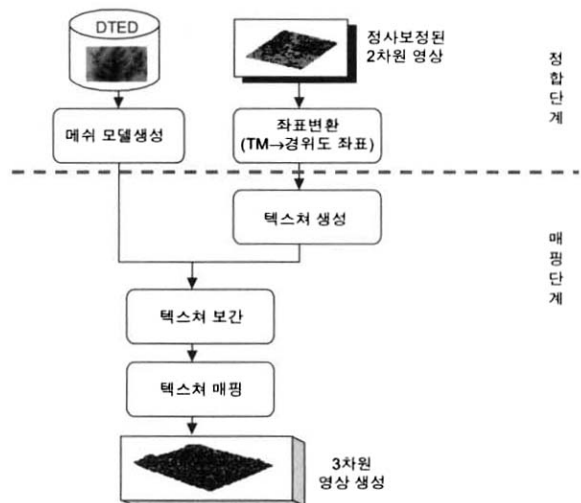 DTED
정사보정된
2차원 영상
정
합
단
계
메쉬 모델생성
좌표변환
(TM→경위도 좌표)
텍스쳐 생성
매
핑
단
계
텍스쳐 보간
텍스쳐 매핑
3차원
영상 생성